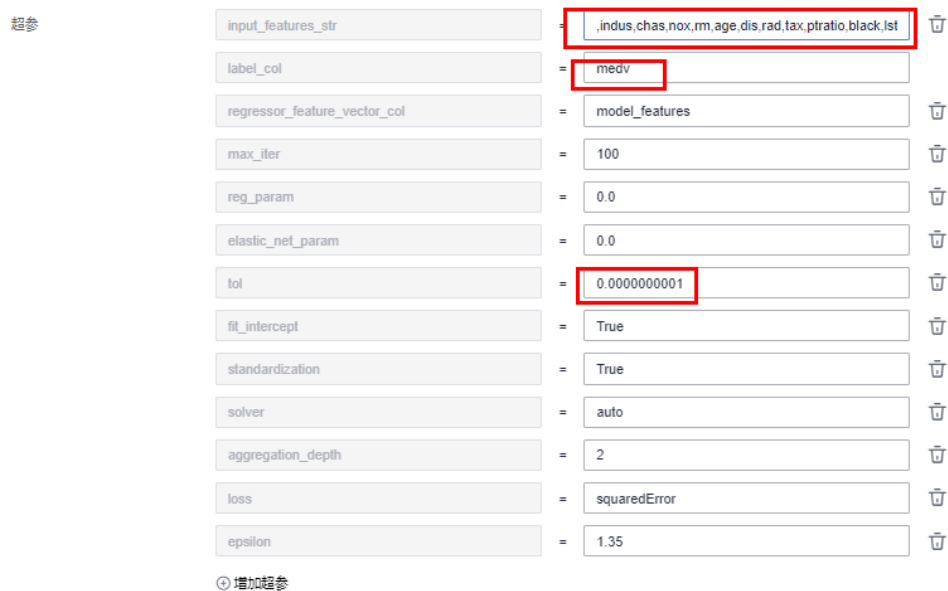 超参 input_features_str = ,indus,chas,nox,rm,age,dis,rad,tax,ptratio,black,lst
label_col = medv
regressor_feature_vector_col = model_features
max_iter = 100
reg_param = 0.0
elastic_net_param = 0.0
tol = 0.0000000001
fit_intercept = True
standardization = True
solver = auto
aggregation_depth = 2
loss = squaredError
epsilon = 1.35
增加超参